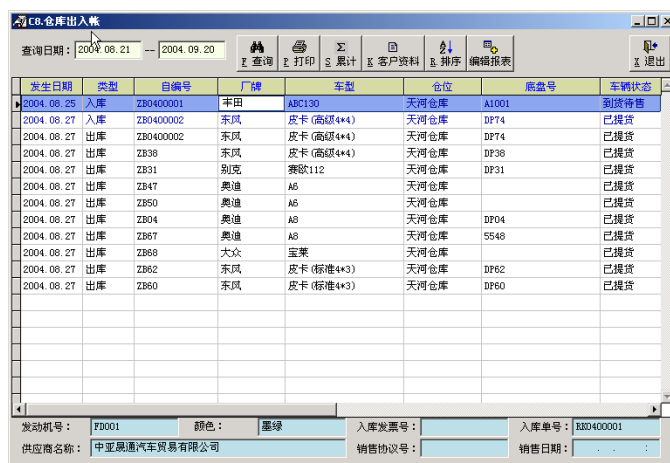 C8.仓库出入帐
查询日期： 2004.08.21 -- 2004.09.20 F 查询 P 打印 S 累计 K 客户资料 R 排序 编辑报表 X 退出
发生日期 类型 自编号 厂牌 车型 仓位 底盘号 车辆状态
2004.08.25 入库 ZB0400001 丰田 ABC130 天河仓库 A1001 到货待售
2004.08.27 入库 ZB0400002 东风 皮卡(高级4*4) 天河仓库 DP74 已提货
2004.08.27 出库 ZB0400002 东风 皮卡(高级4*4) 天河仓库 DP74 已提货
2004.08.27 出库 ZB38 东风 皮卡(高级4*4) 天河仓库 DP38 已提货
2004.08.27 出库 ZB31 别克 赛欧112 天河仓库 DP31 已提货
2004.08.27 出库 ZB47 奥迪 A6 天河仓库 已提货
2004.08.27 出库 ZB50 奥迪 A6 天河仓库 已提货
2004.08.27 出库 ZB04 奥迪 A8 天河仓库 DP04 已提货
2004.08.27 出库 ZB67 奥迪 A8 天河仓库 5548 已提货
2004.08.27 出库 ZB68 大众 宝莱 天河仓库 已提货
2004.08.27 出库 ZB62 东风 皮卡(标准4*3) 天河仓库 DP62 已提货
2004.08.27 出库 ZB60 东风 皮卡(标准4*3) 天河仓库 DP60 已提货
发动机号： FD001 颜色： 墨绿 入库发票号： 入库单号： RK0400001
供应商名称： 中亚晟通汽车贸易有限公司 销售协议号： 销售日期： . . :